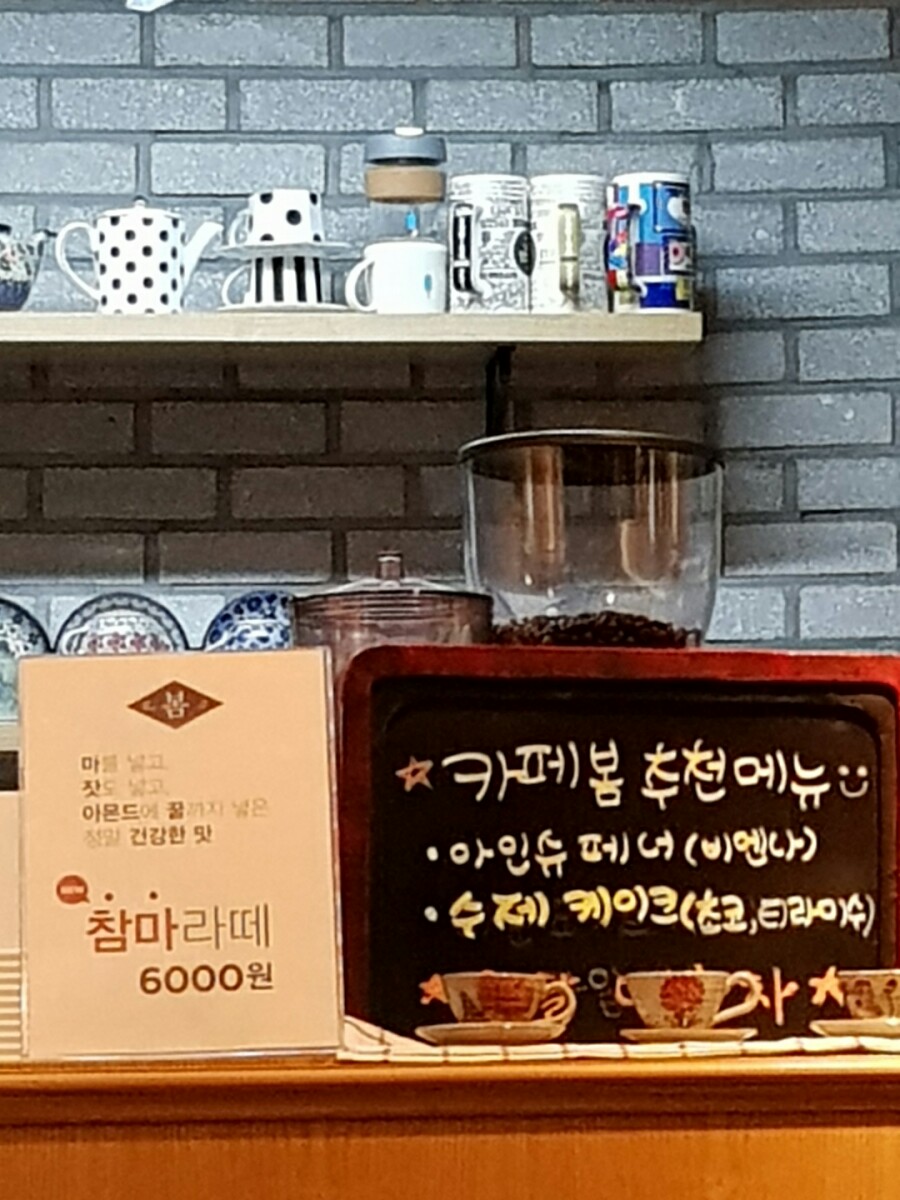 봄
마를 넣고,
잣도 넣고,
아몬드에 꿀까지 넣은
정말 건강한 맛
NEW
참마라떼
6000원
☆카페봄 추천메뉴
• 아인슈페너 (비엔나)
• 수제 케이크(초코,티라미수)